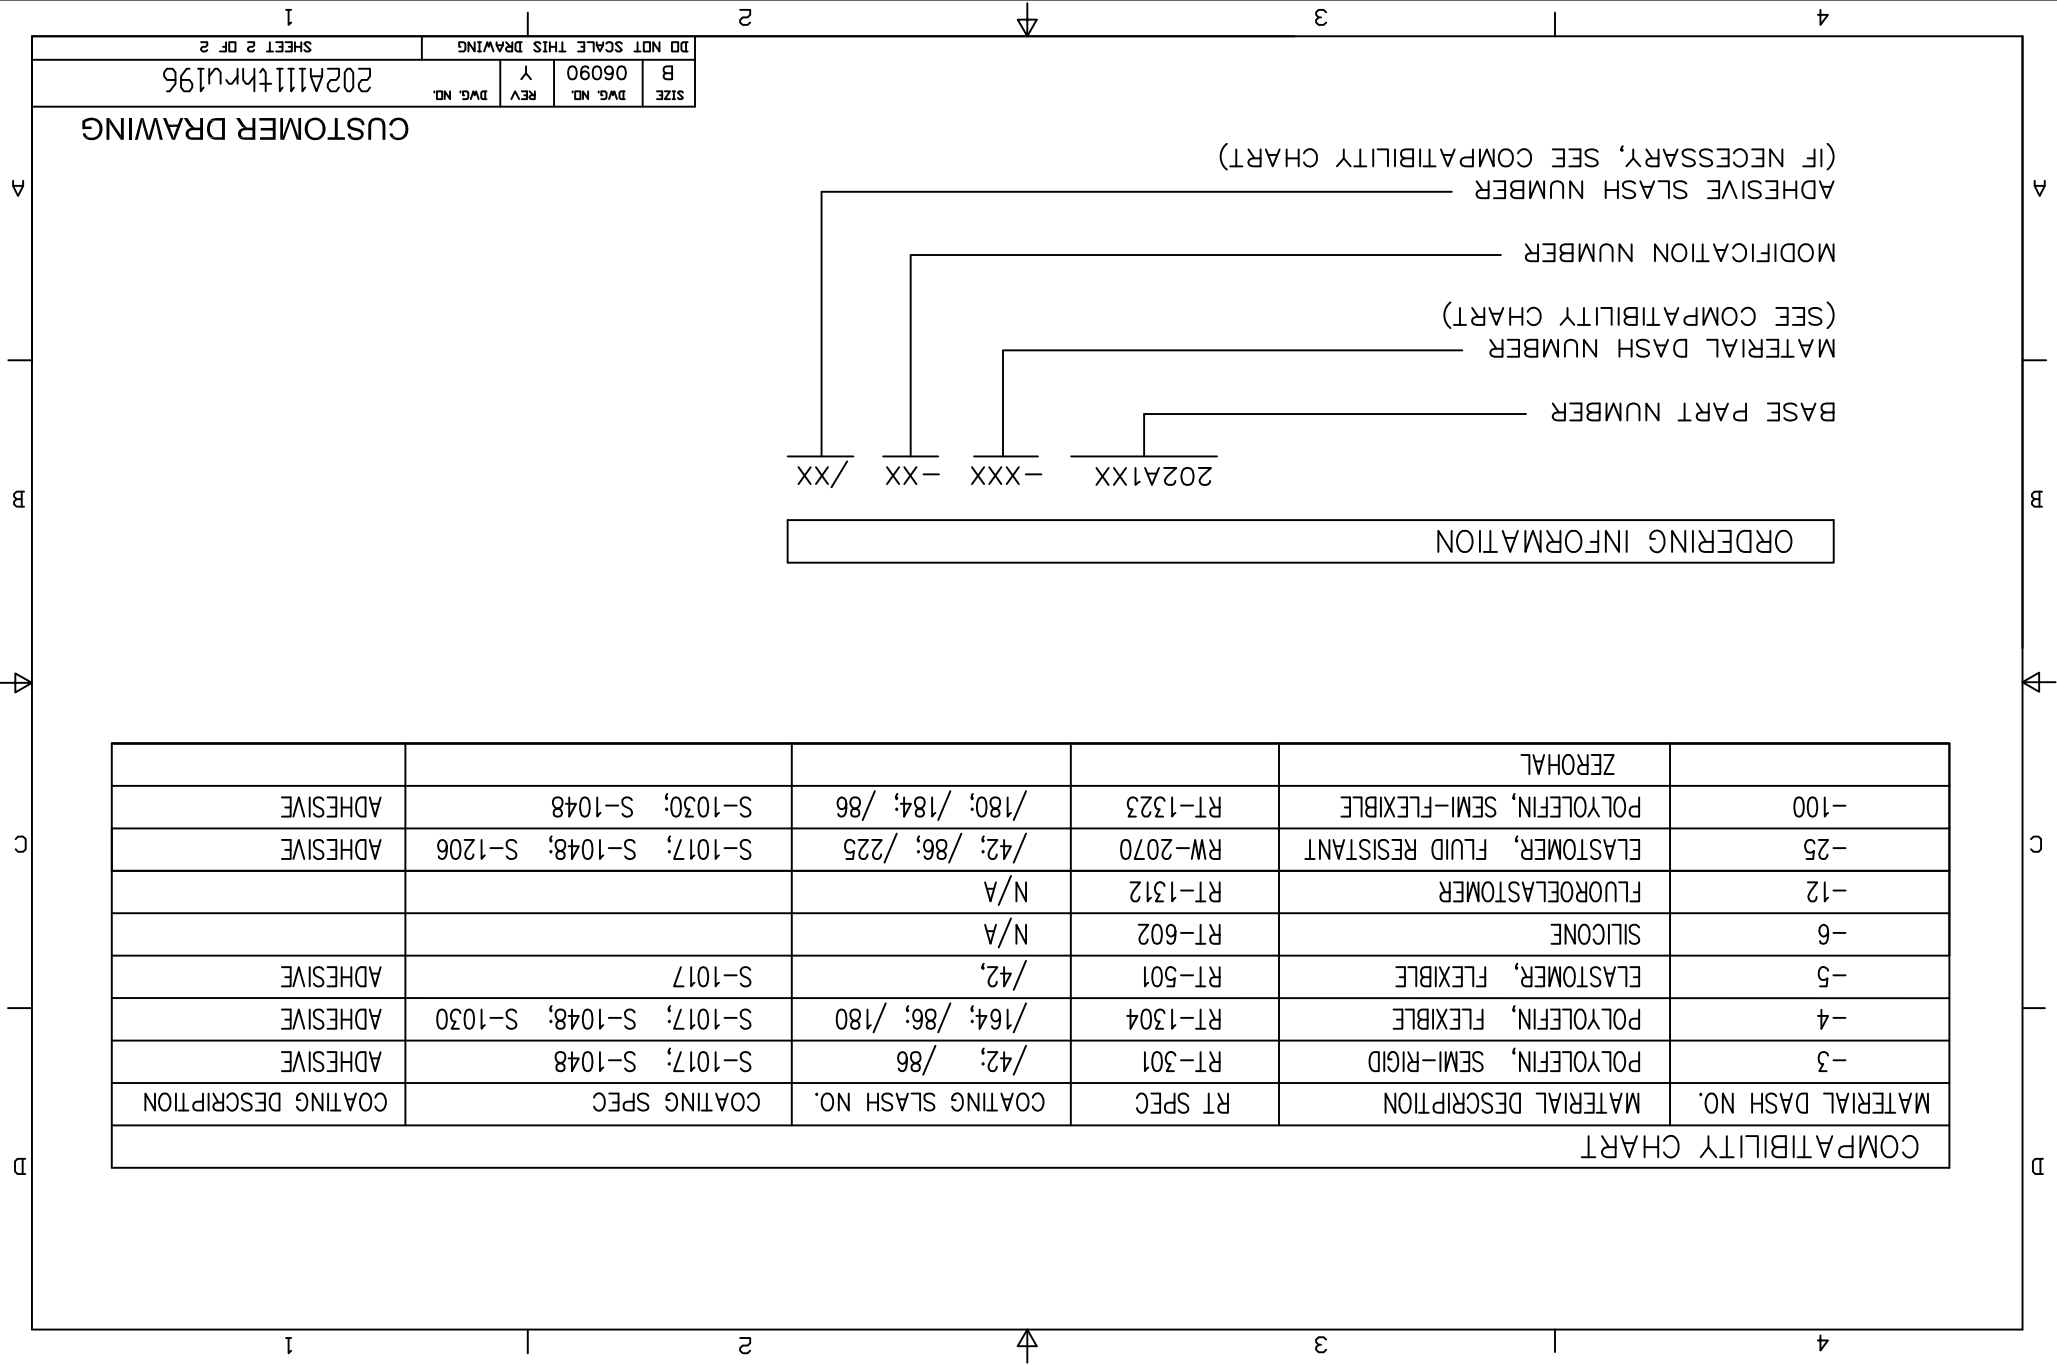 4 3 2 1
D D
COMPATIBILITY CHART
MATERIAL DASH NO. MATERIAL DESCRIPTION RT SPEC COATING SLASH NO. COATING SPEC COATING DESCRIPTION
-3 POLYOLEFIN, SEMI-RIGID RT-301 /42; /86 S-1017; S-1048 ADHESIVE
-4 POLYOLEFIN, FLEXIBLE RT-1304 /164; /86; /180 S-1017; S-1048; S-1030 ADHESIVE
-5 ELASTOMER, FLEXIBLE RT-501 /42, S-1017 ADHESIVE
-6 SILICONE RT-602 N/A
-12 FLUOROELASTOMER RT-1312 N/A
-25 ELASTOMER, FLUID RESISTANT RW-2070 /42; /86; /225 S-1017; S-1048; S-1206 ADHESIVE
C C
-100 POLYOLEFIN, SEMI-FLEXIBLE RT-1323 /180; /184; /86 S-1030; S-1048 ADHESIVE
ZEROHAL
ORDERING INFORMATION
B B
202A1XX -XXX -XX /XX
BASE PART NUMBER
MATERIAL DASH NUMBER
(SEE COMPATIBILITY CHART)
MODIFICATION NUMBER
ADHESIVE SLASH NUMBER
(IF NECESSARY, SEE COMPATIBILITY CHART)
A A
CUSTOMER DRAWING
SIZE DWG. NO. REV DWG. NO.
B 06090 Y 202A111thru196
DO NOT SCALE THIS DRAWING SHEET 2 OF 2
4 3 2 1